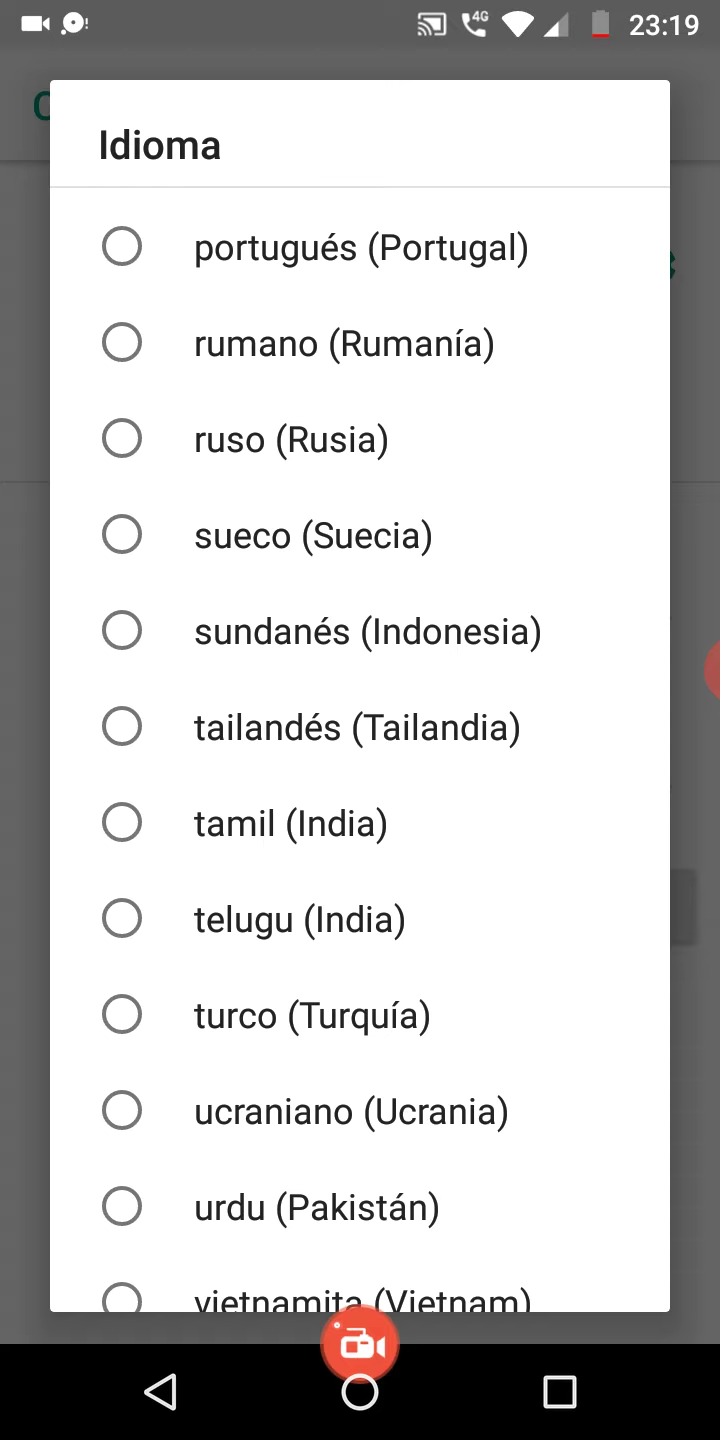 4G 23:19
Idioma
portugués (Portugal)
rumano (Rumanía)
ruso (Rusia)
sueco (Suecia)
sundanés (Indonesia)
tailandés (Tailandia)
tamil (India)
telugu (India)
turco (Turquía)
ucraniano (Ucrania)
urdu (Pakistán)
vietnamita (Vietnam)